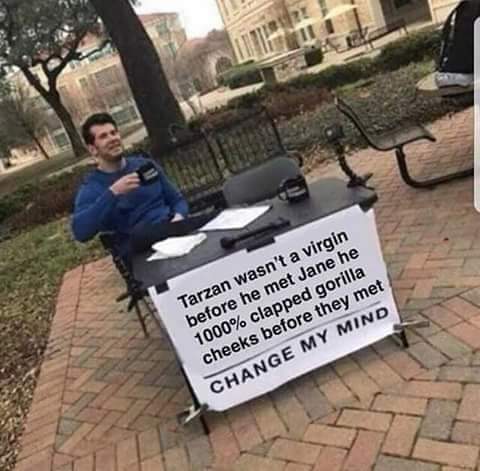 Tarzan wasn't a virgin
before he met Jane he
1000% clapped gorilla
cheeks before they met
CHANGE MY MIND